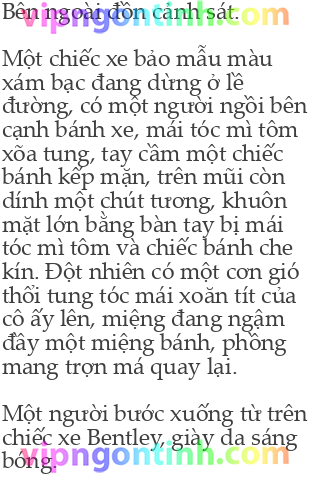 Bên ngoài đồn cảnh sát.
vipngontinh.com
Một chiếc xe bảo mẫu màu
xám bạc đang dừng ở lề
đường, có một người ngồi bên
cạnh bánh xe, mái tóc mì tôm
xõa tung, tay cầm một chiếc
bánh kếp mặn, trên mũi còn
dính một chút tương, khuôn
mặt lớn bằng bàn tay bị mái
tóc mì tôm và chiếc bánh che
kín. Đột nhiên có một cơn gió
thổi tung tóc mái xoăn tít của
cô ấy lên, miệng đang ngậm
đầy một miệng bánh, phồng
mang trợn má quay lại.
Một người bước xuống từ trên
chiếc xe Bentley, giày da sáng
bóng.
vipngontinh.com